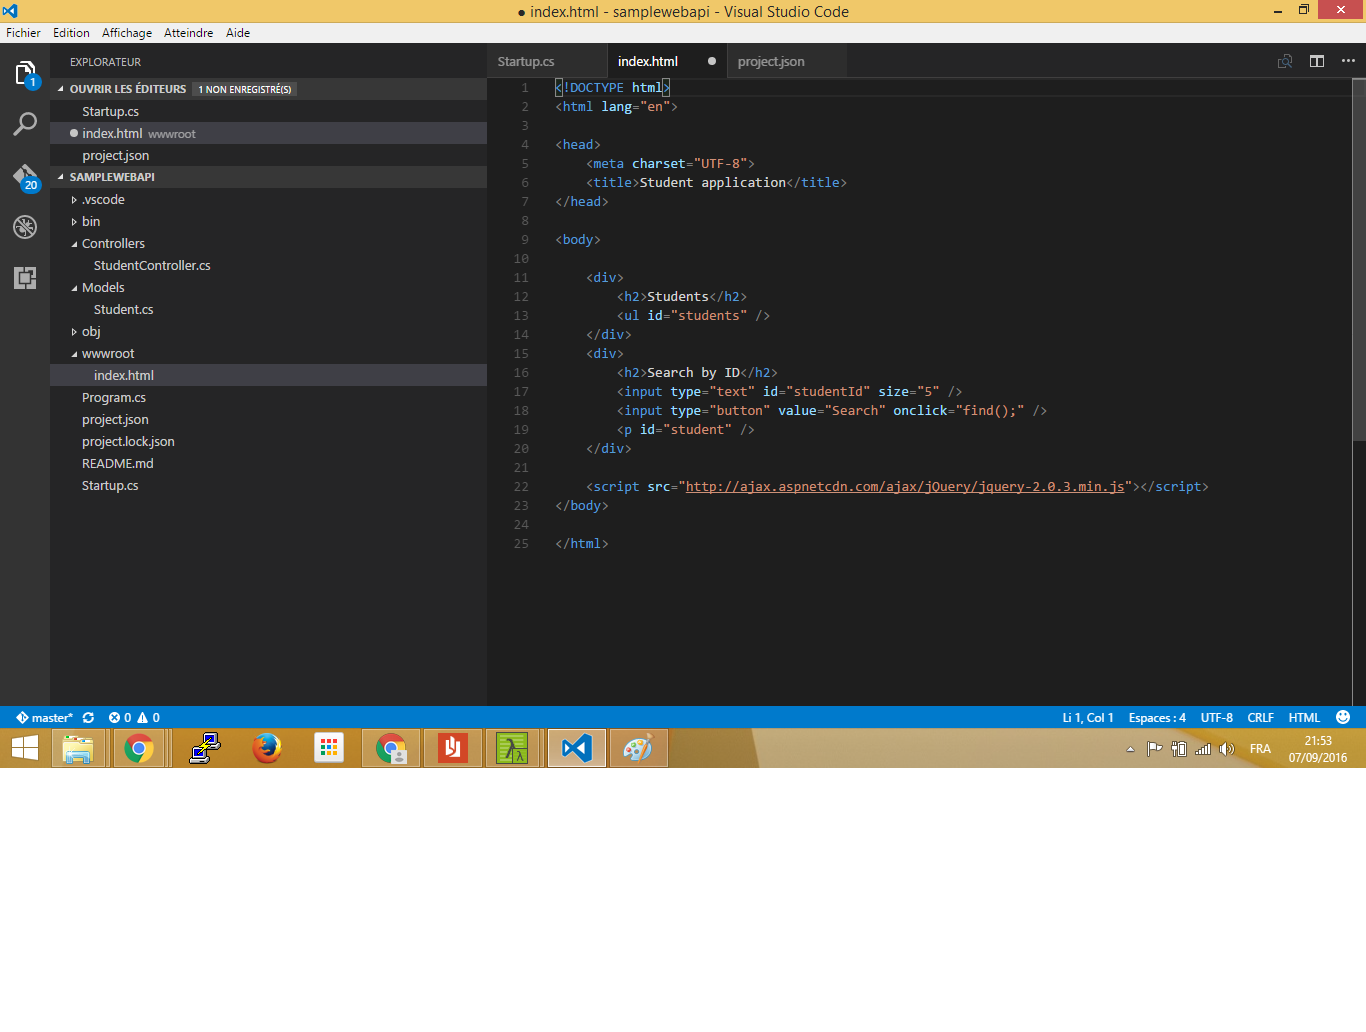 ● index.html - samplewebapi - Visual Studio Code
Fichier Edition Affichage Atteindre Aide
EXPLORATEUR
OUVRIR LES ÉDITEURS 1 NON ENREGISTRÉ(S)
Startup.cs
index.html wwwroot
project.json
SAMPLEWEBAPI
.vscode
bin
Controllers
StudentController.cs
Models
Student.cs
obj
wwwroot
index.html
Program.cs
project.json
project.lock.json
README.md
Startup.cs
1
20
Startup.cs index.html ● project.json
1 <!DOCTYPE html>
2 <html lang="en">
3
4 <head>
5     <meta charset="UTF-8">
6     <title>Student application</title>
7 </head>
8
9 <body>
10
11     <div>
12         <h2>Students</h2>
13         <ul id="students" />
14     </div>
15     <div>
16         <h2>Search by ID</h2>
17         <input type="text" id="studentId" size="5" />
18         <input type="button" value="Search" onclick="find();" />
19         <p id="student" />
20     </div>
21
22     <script src="http://ajax.aspnetcdn.com/ajax/jQuery/jquery-2.0.3.min.js"></script>
23 </body>
24
25 </html>
master* 0 0 Li 1, Col 1 Espaces : 4 UTF-8 CRLF HTML
FRA
21:53
07/09/2016